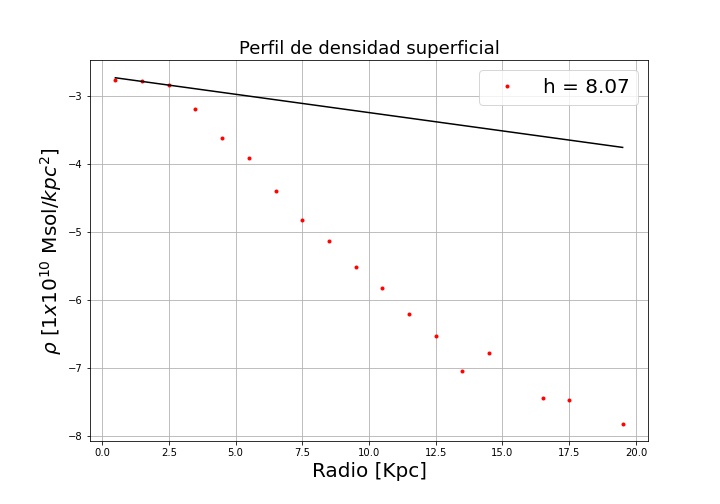 Perfil de densidad superficial
h = 8.07
ρ [1x10¹⁰ Msol/kpc²]
−3
−4
−5
−6
−7
−8
0.0 2.5 5.0 7.5 10.0 12.5 15.0 17.5 20.0
Radio [Kpc]